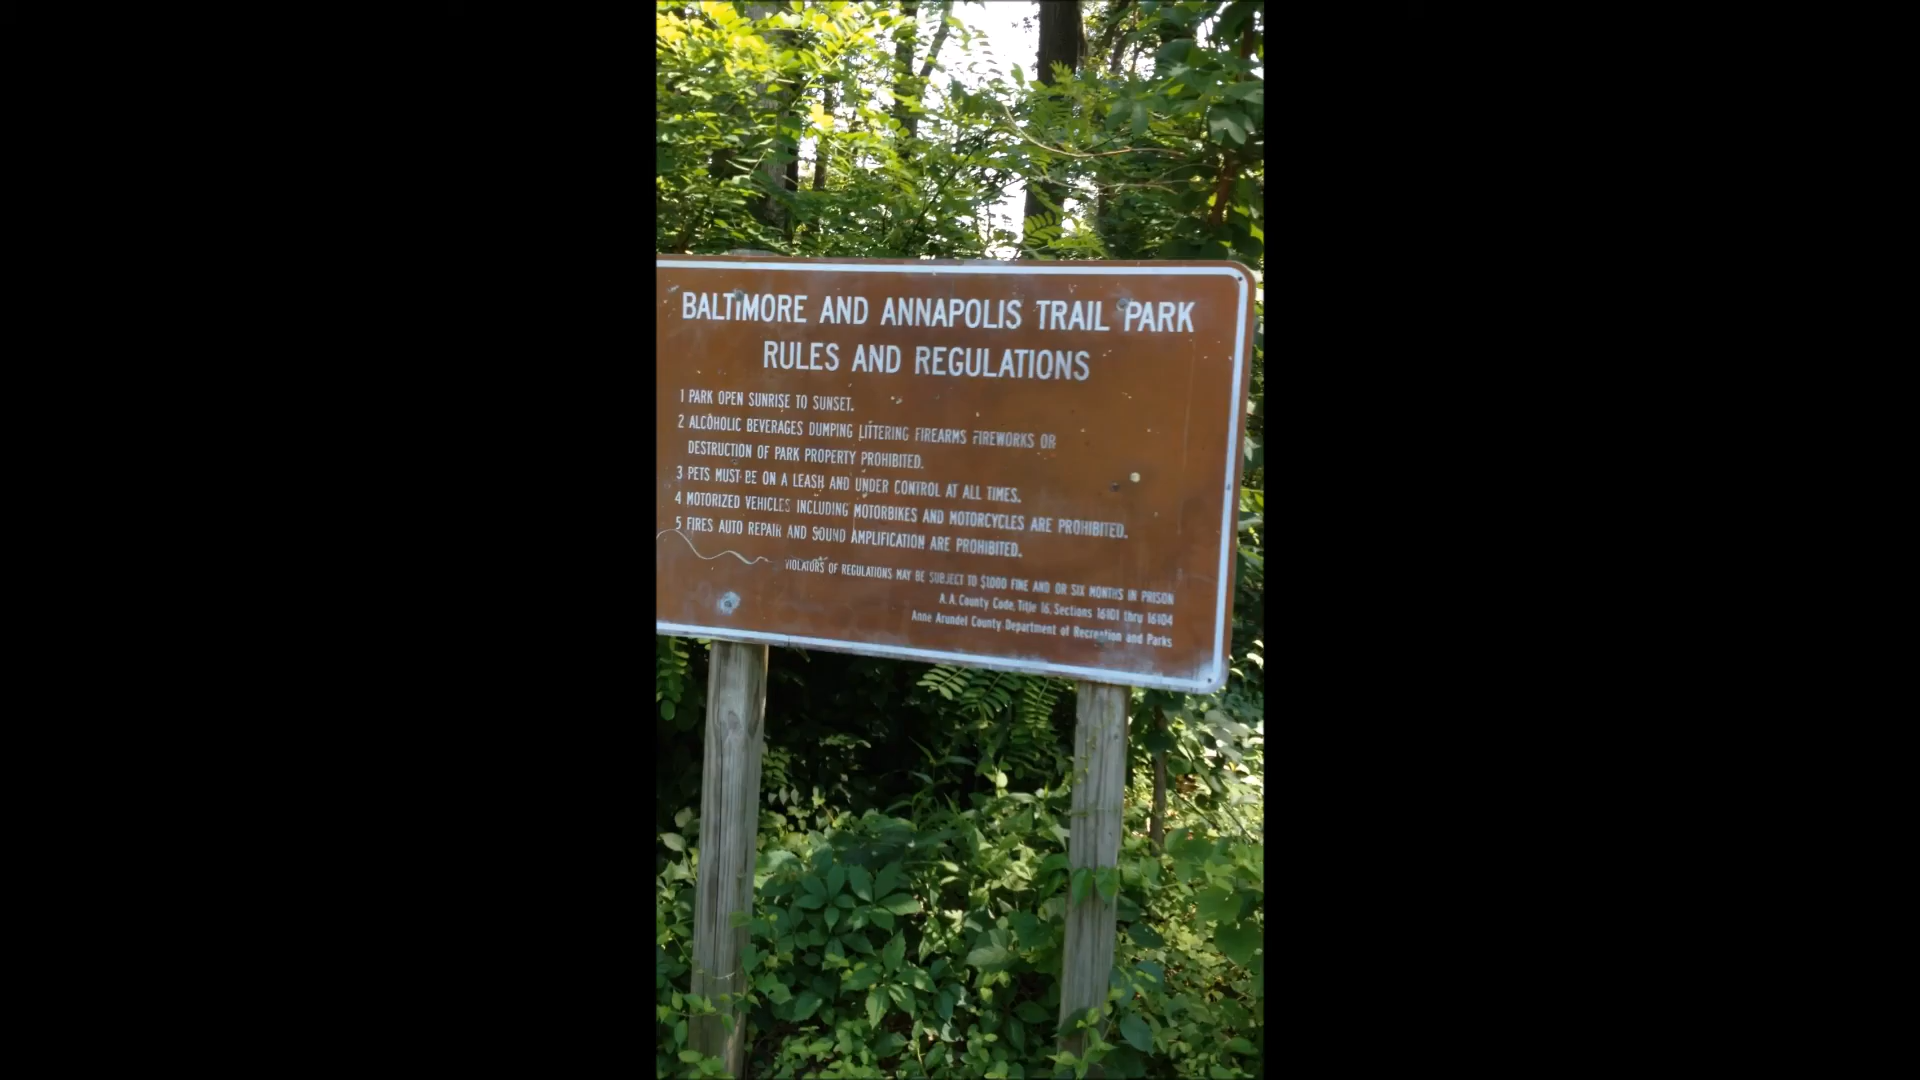 BALTIMORE AND ANNAPOLIS TRAIL PARK
RULES AND REGULATIONS
1 PARK OPEN SUNRISE TO SUNSET.
2 ALCOHOLIC BEVERAGES DUMPING LITTERING FIREARMS FIREWORKS OR
DESTRUCTION OF PARK PROPERTY PROHIBITED.
3 PETS MUST BE ON A LEASH AND UNDER CONTROL AT ALL TIMES.
4 MOTORIZED VEHICLES INCLUDING MOTORBIKES AND MOTORCYCLES ARE PROHIBITED.
5 FIRES AUTO REPAIR AND SOUND AMPLIFICATION ARE PROHIBITED.
VIOLATORS OF REGULATIONS MAY BE SUBJECT TO $1000 FINE AND OR SIX MONTHS IN PRISON
A.A. County Code, Title 16, Sections 16101 thru 16104
Anne Arundel County Department of Recreation and Parks